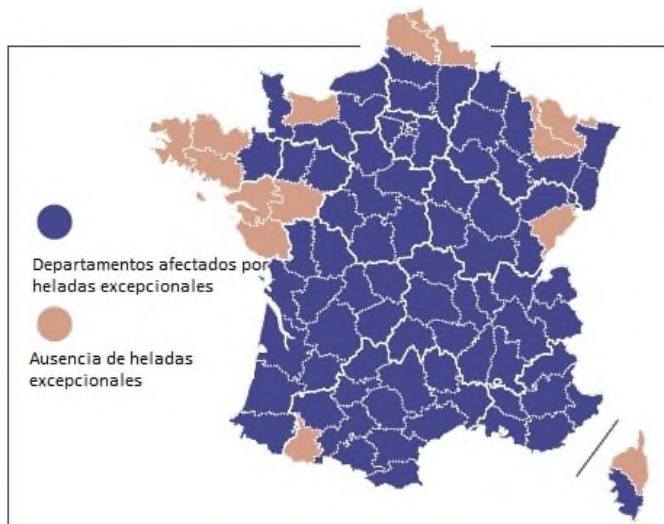 Departamentos afectados por
heladas excepcionales
Ausencia de heladas
excepcionales